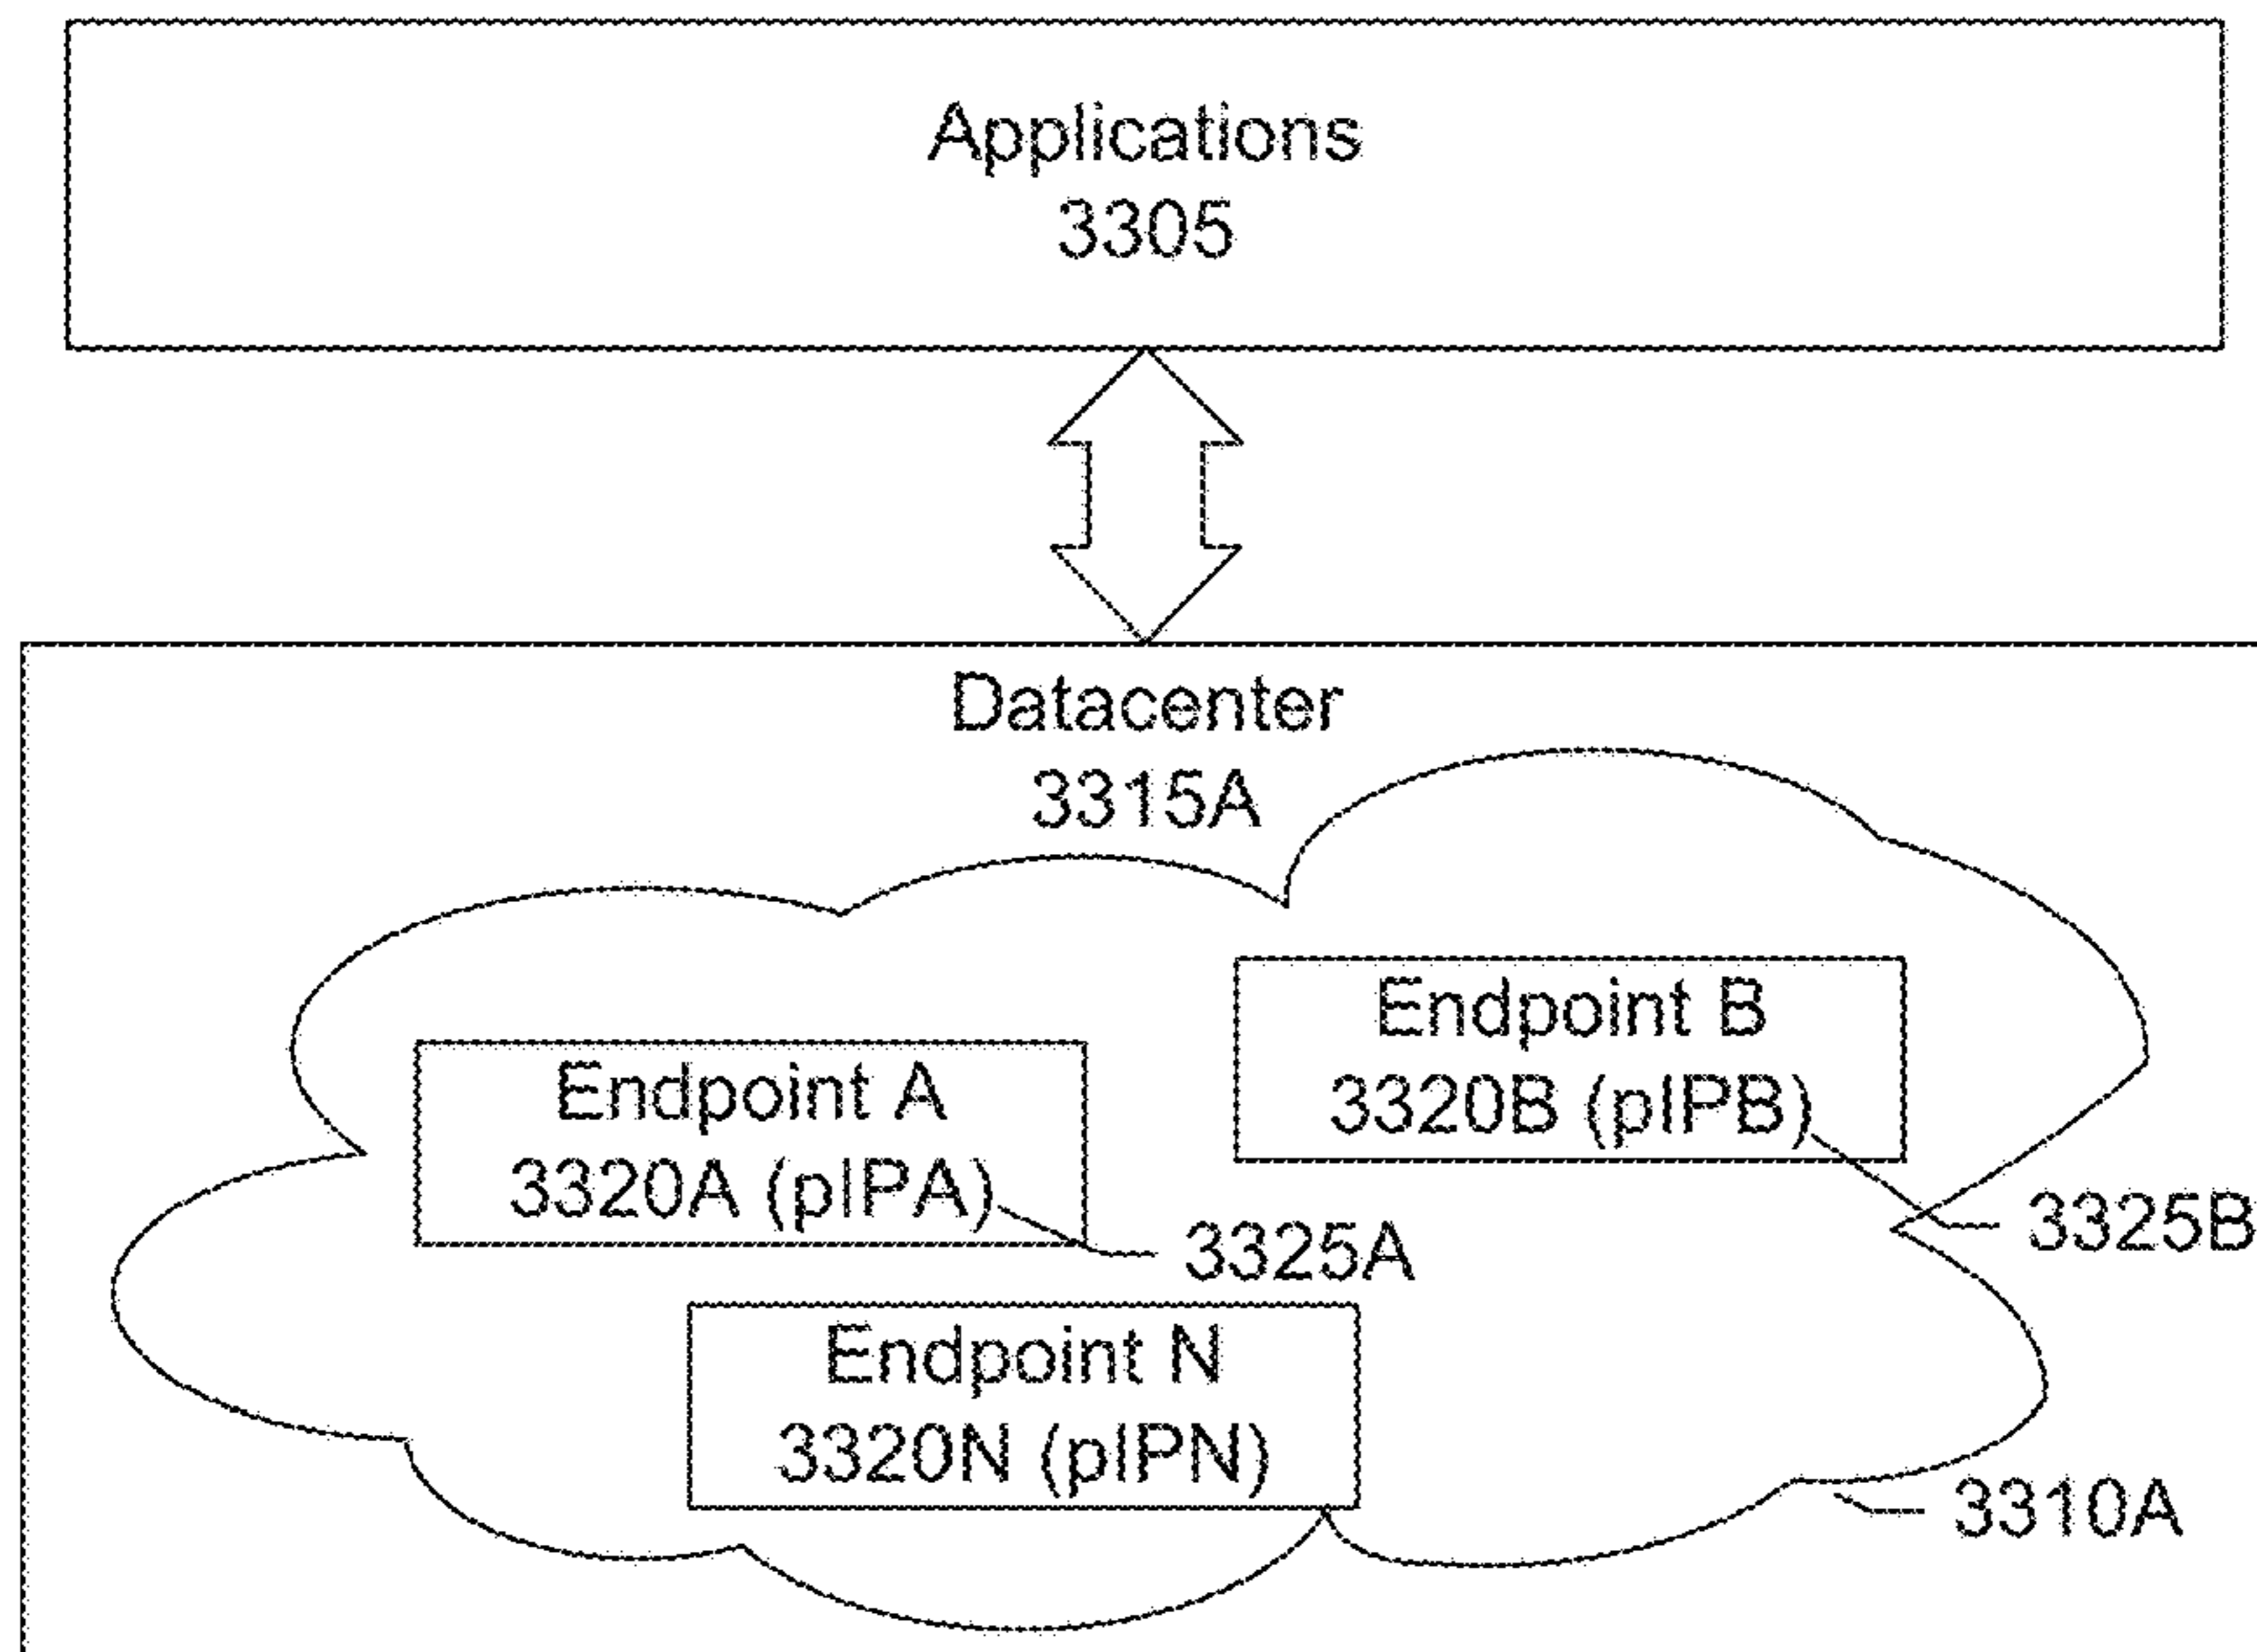 Applications
3305
Datacenter
3315A
Endpoint B
3320B (pIPB)
Endpoint A
3320A (pIPA)
3325B
3325A
Endpoint N
3320N (pIPN)
3310A